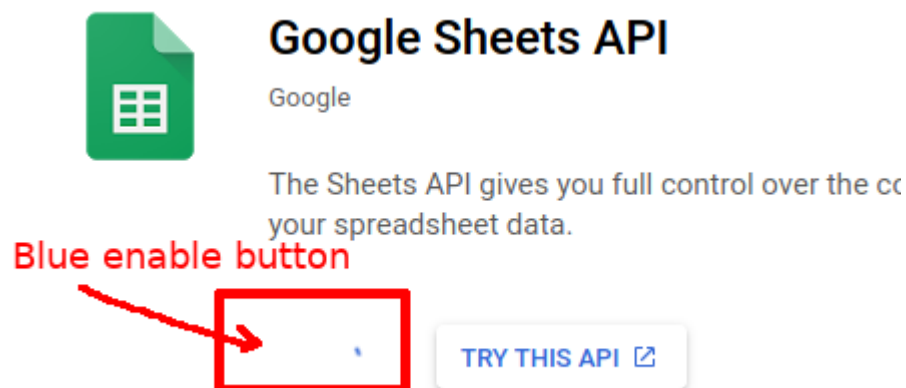 Google Sheets API
Google
The Sheets API gives you full control over the
your spreadsheet data.
Blue enable button
TRY THIS API